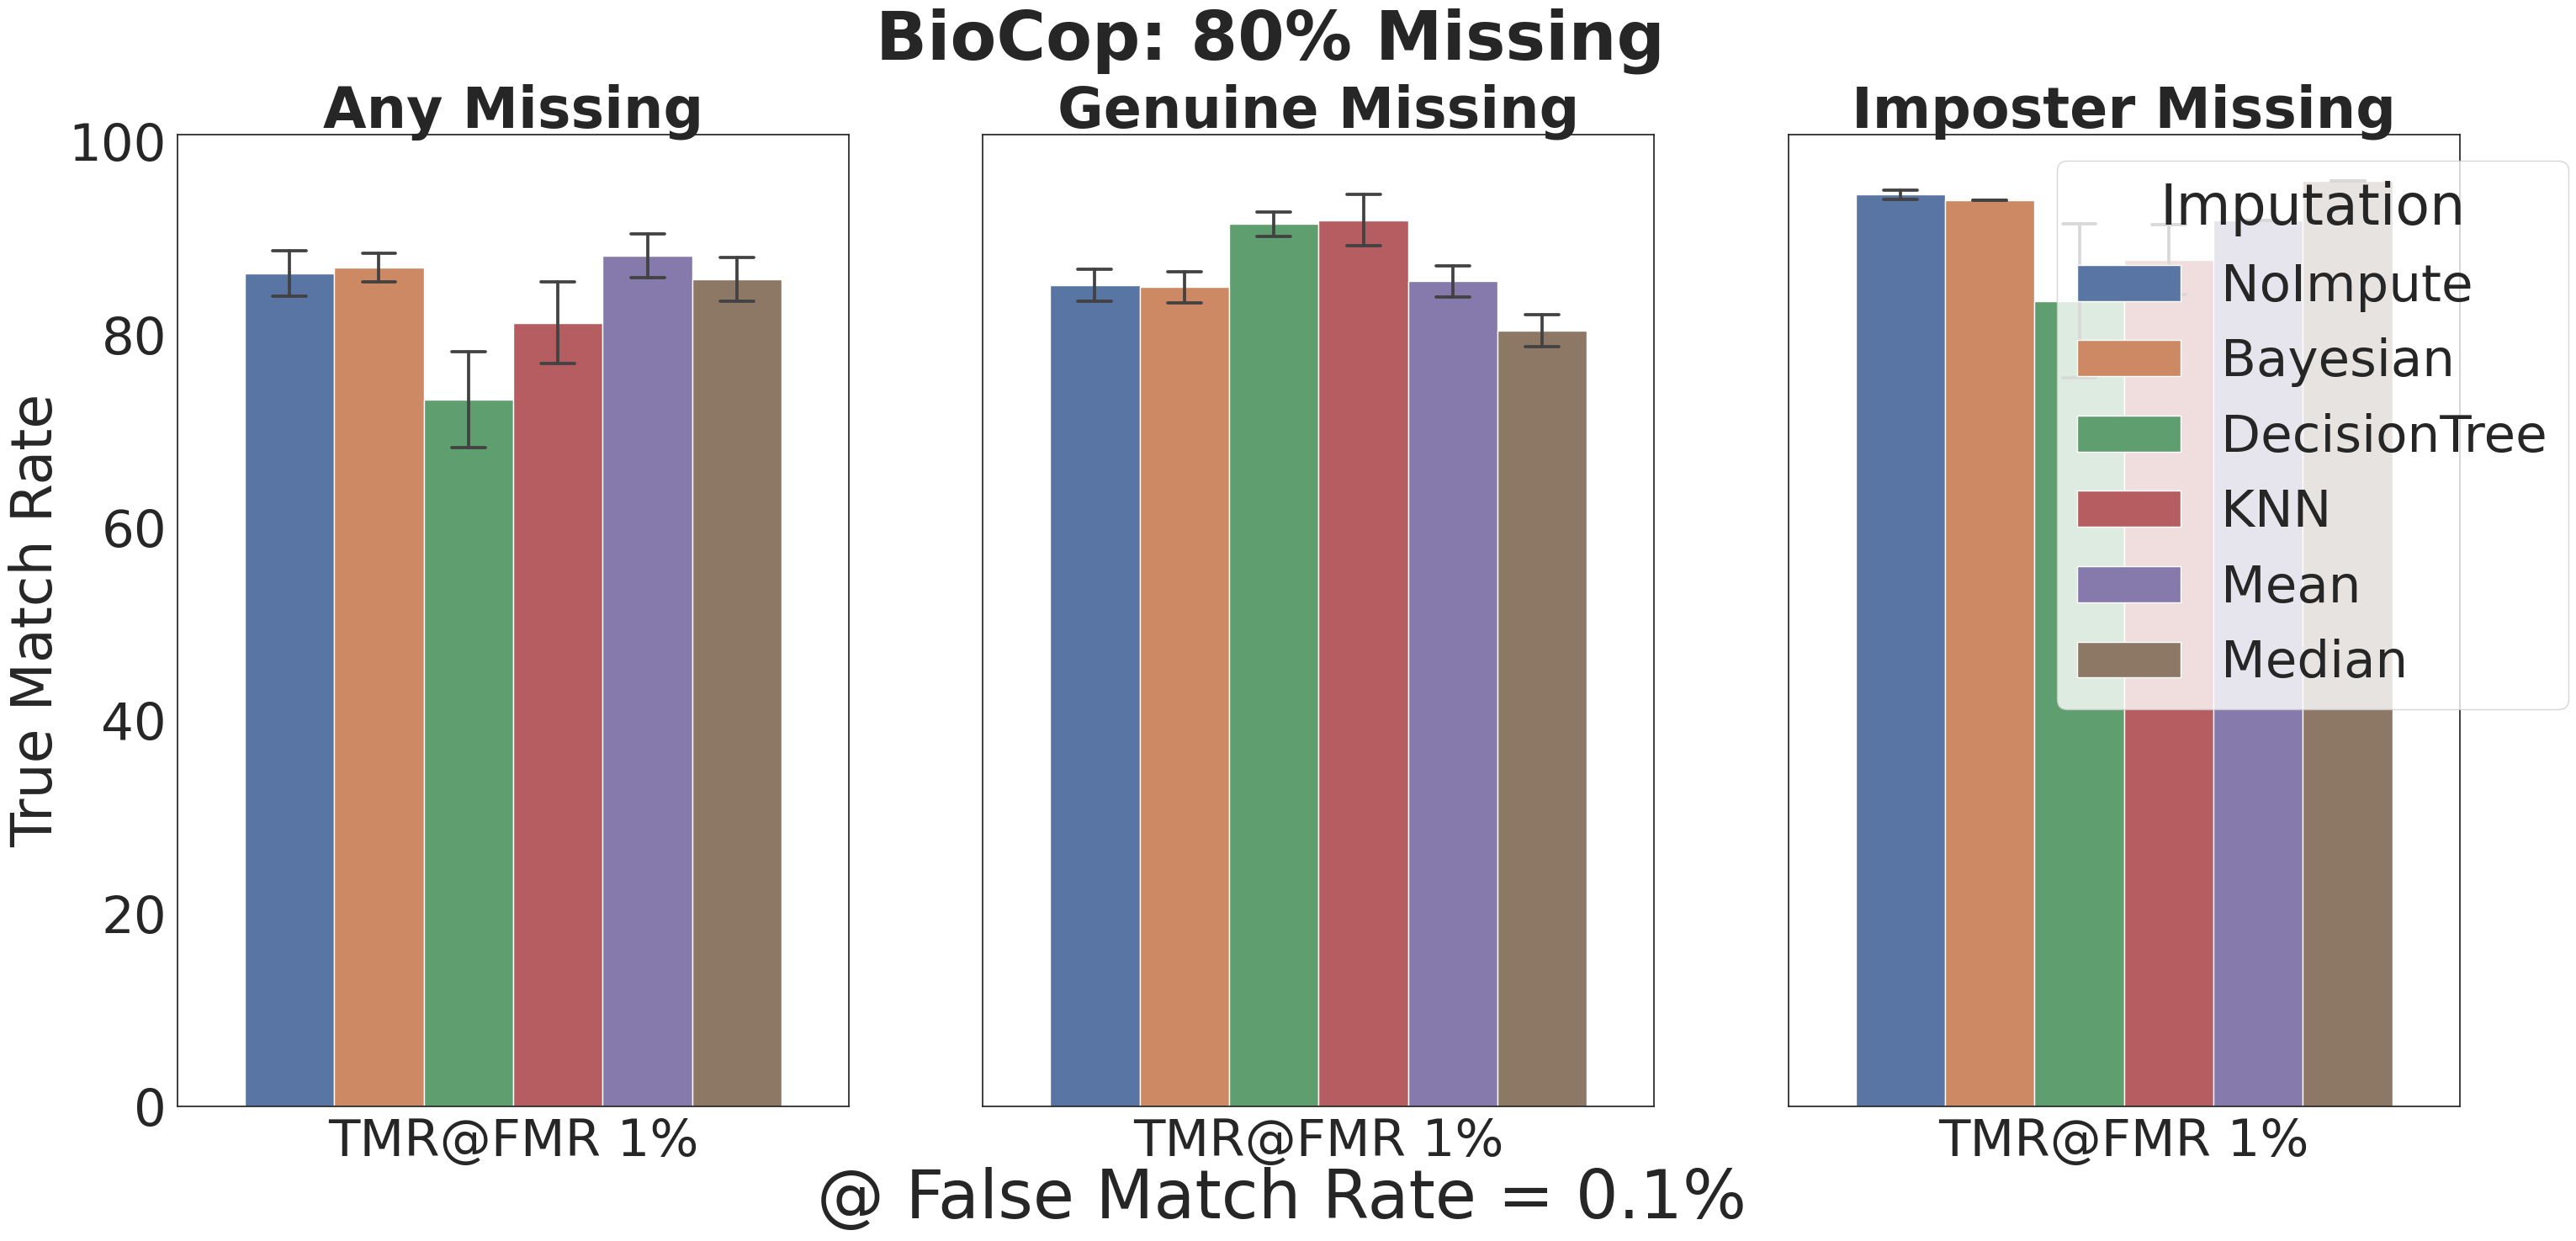 BioCop: 80% Missing
Any Missing
Genuine Missing
Imposter Missing
100
80
60
40
20
0
True Match Rate
Imputation
NoImpute
Bayesian
DecisionTree
KNN
Mean
Median
TMR@FMR 1%
TMR@FMR 1%
TMR@FMR 1%
@ False Match Rate = 0.1%